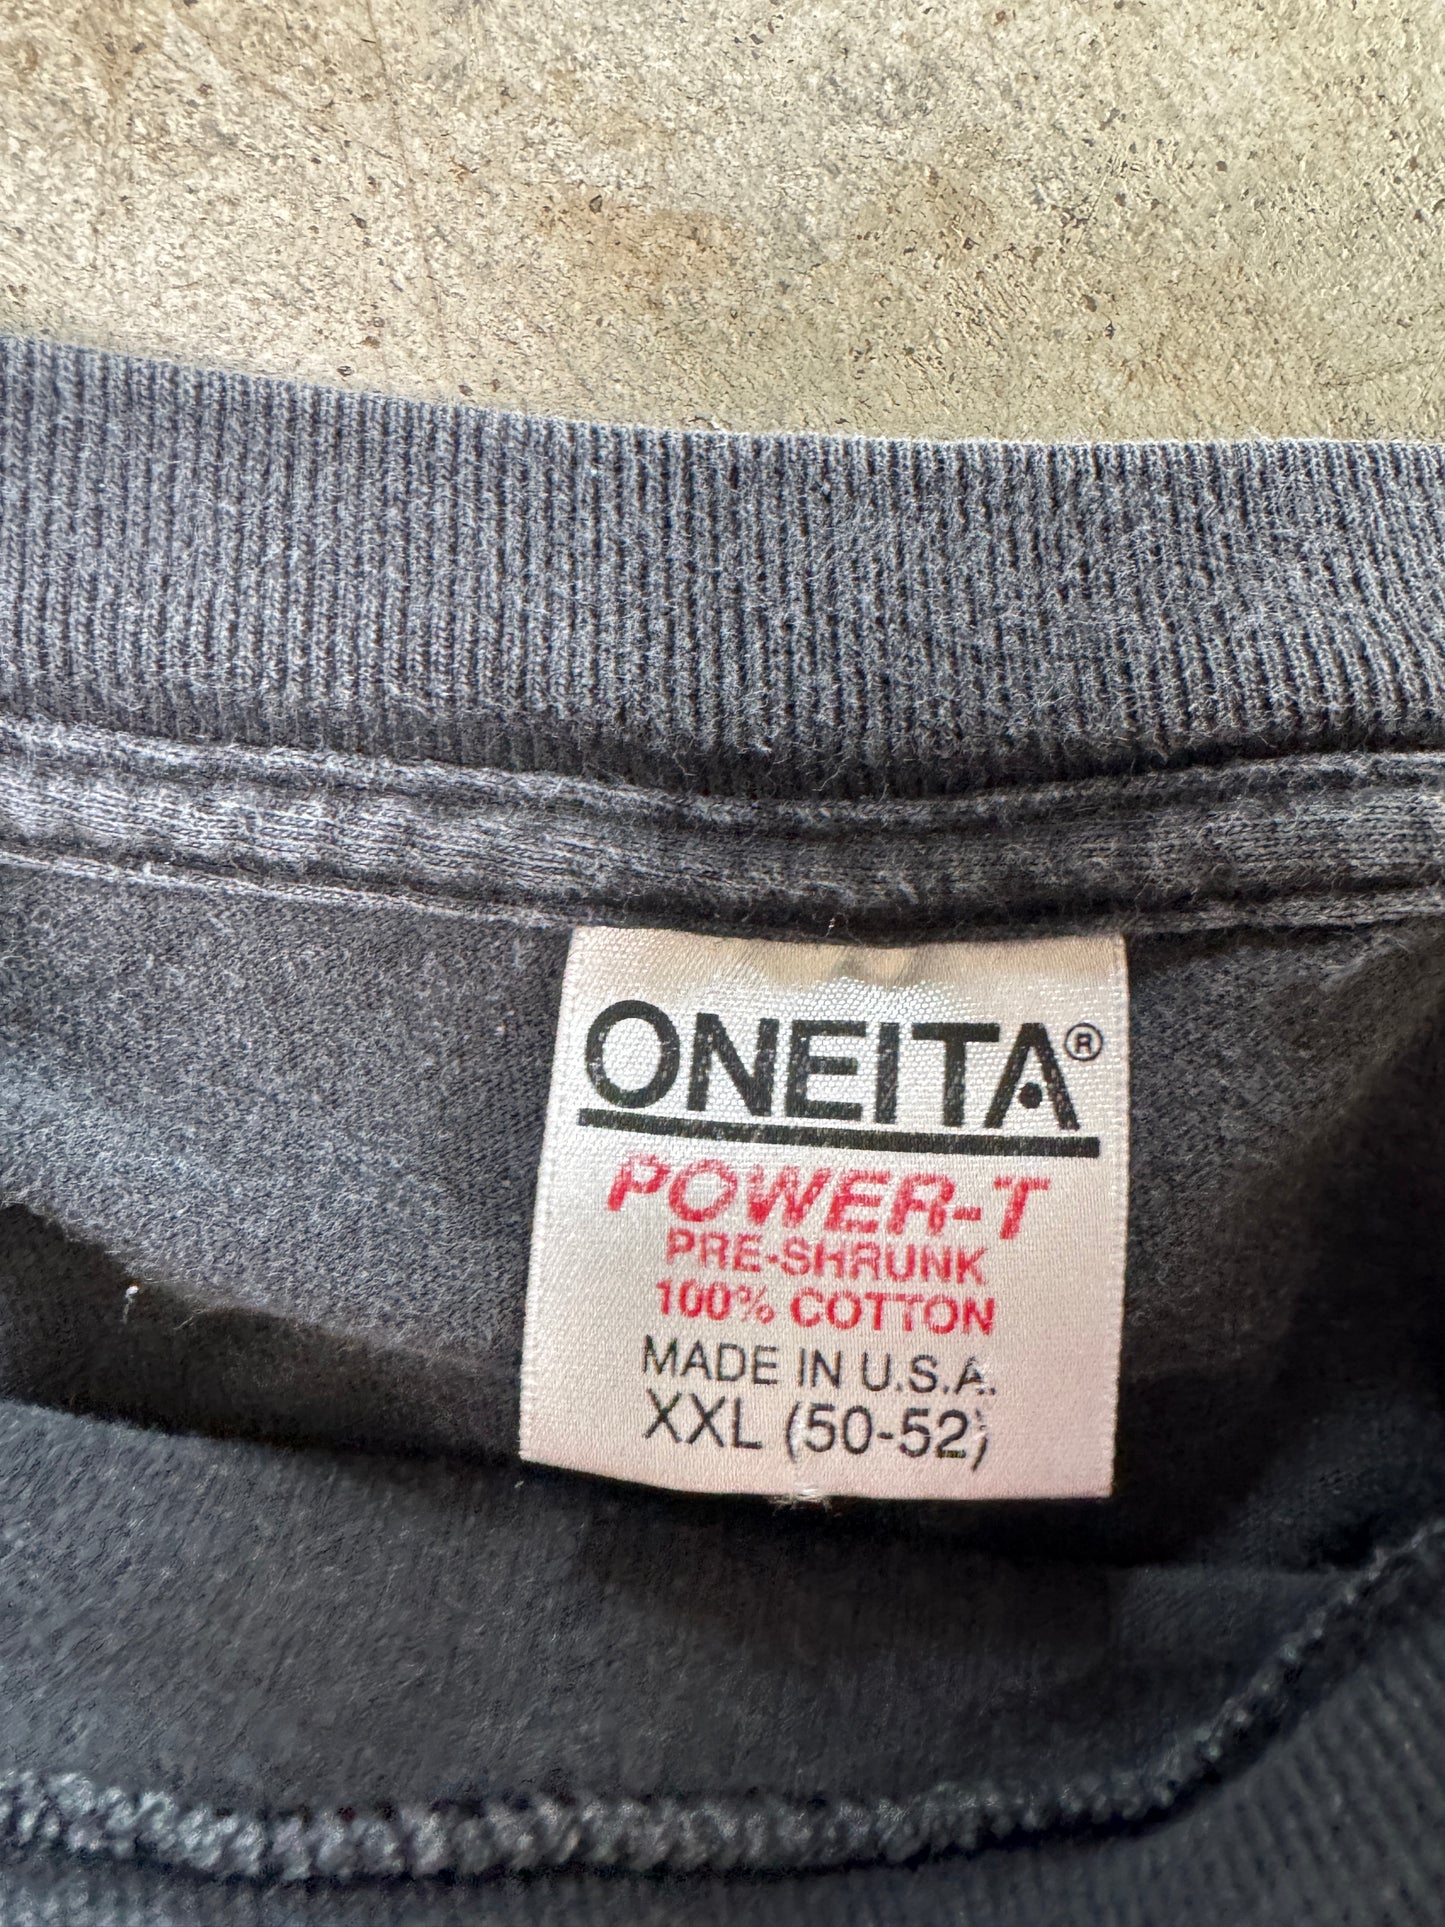 ONEITA®
POWER-T
PRE-SHRUNK
100% COTTON
MADE IN U.S.A.
XXL (50-52)